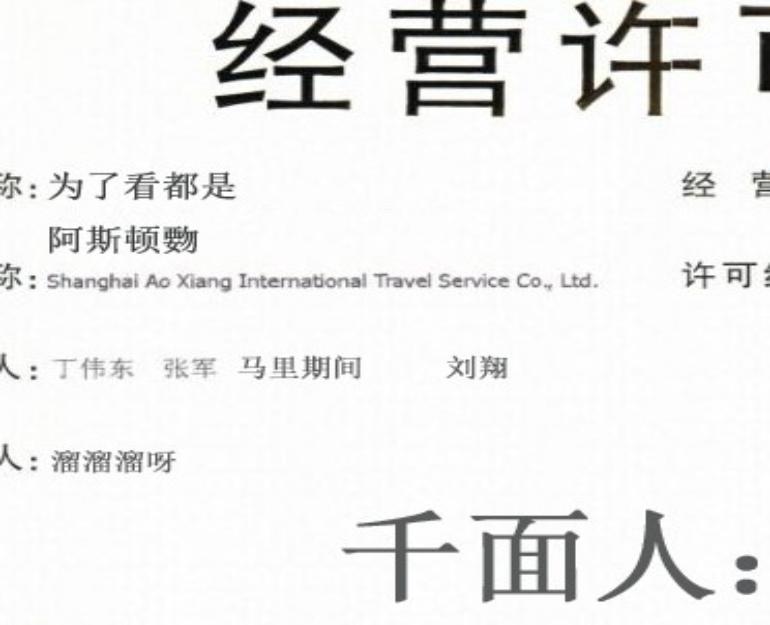 经营许
称：为了看都是 经 营
阿斯顿覅
称：Shanghai Ao Xiang International Travel Service Co., Ltd. 许可
人：丁伟东 张军 马里期间 刘翔
人：溜溜溜呀
千面人：